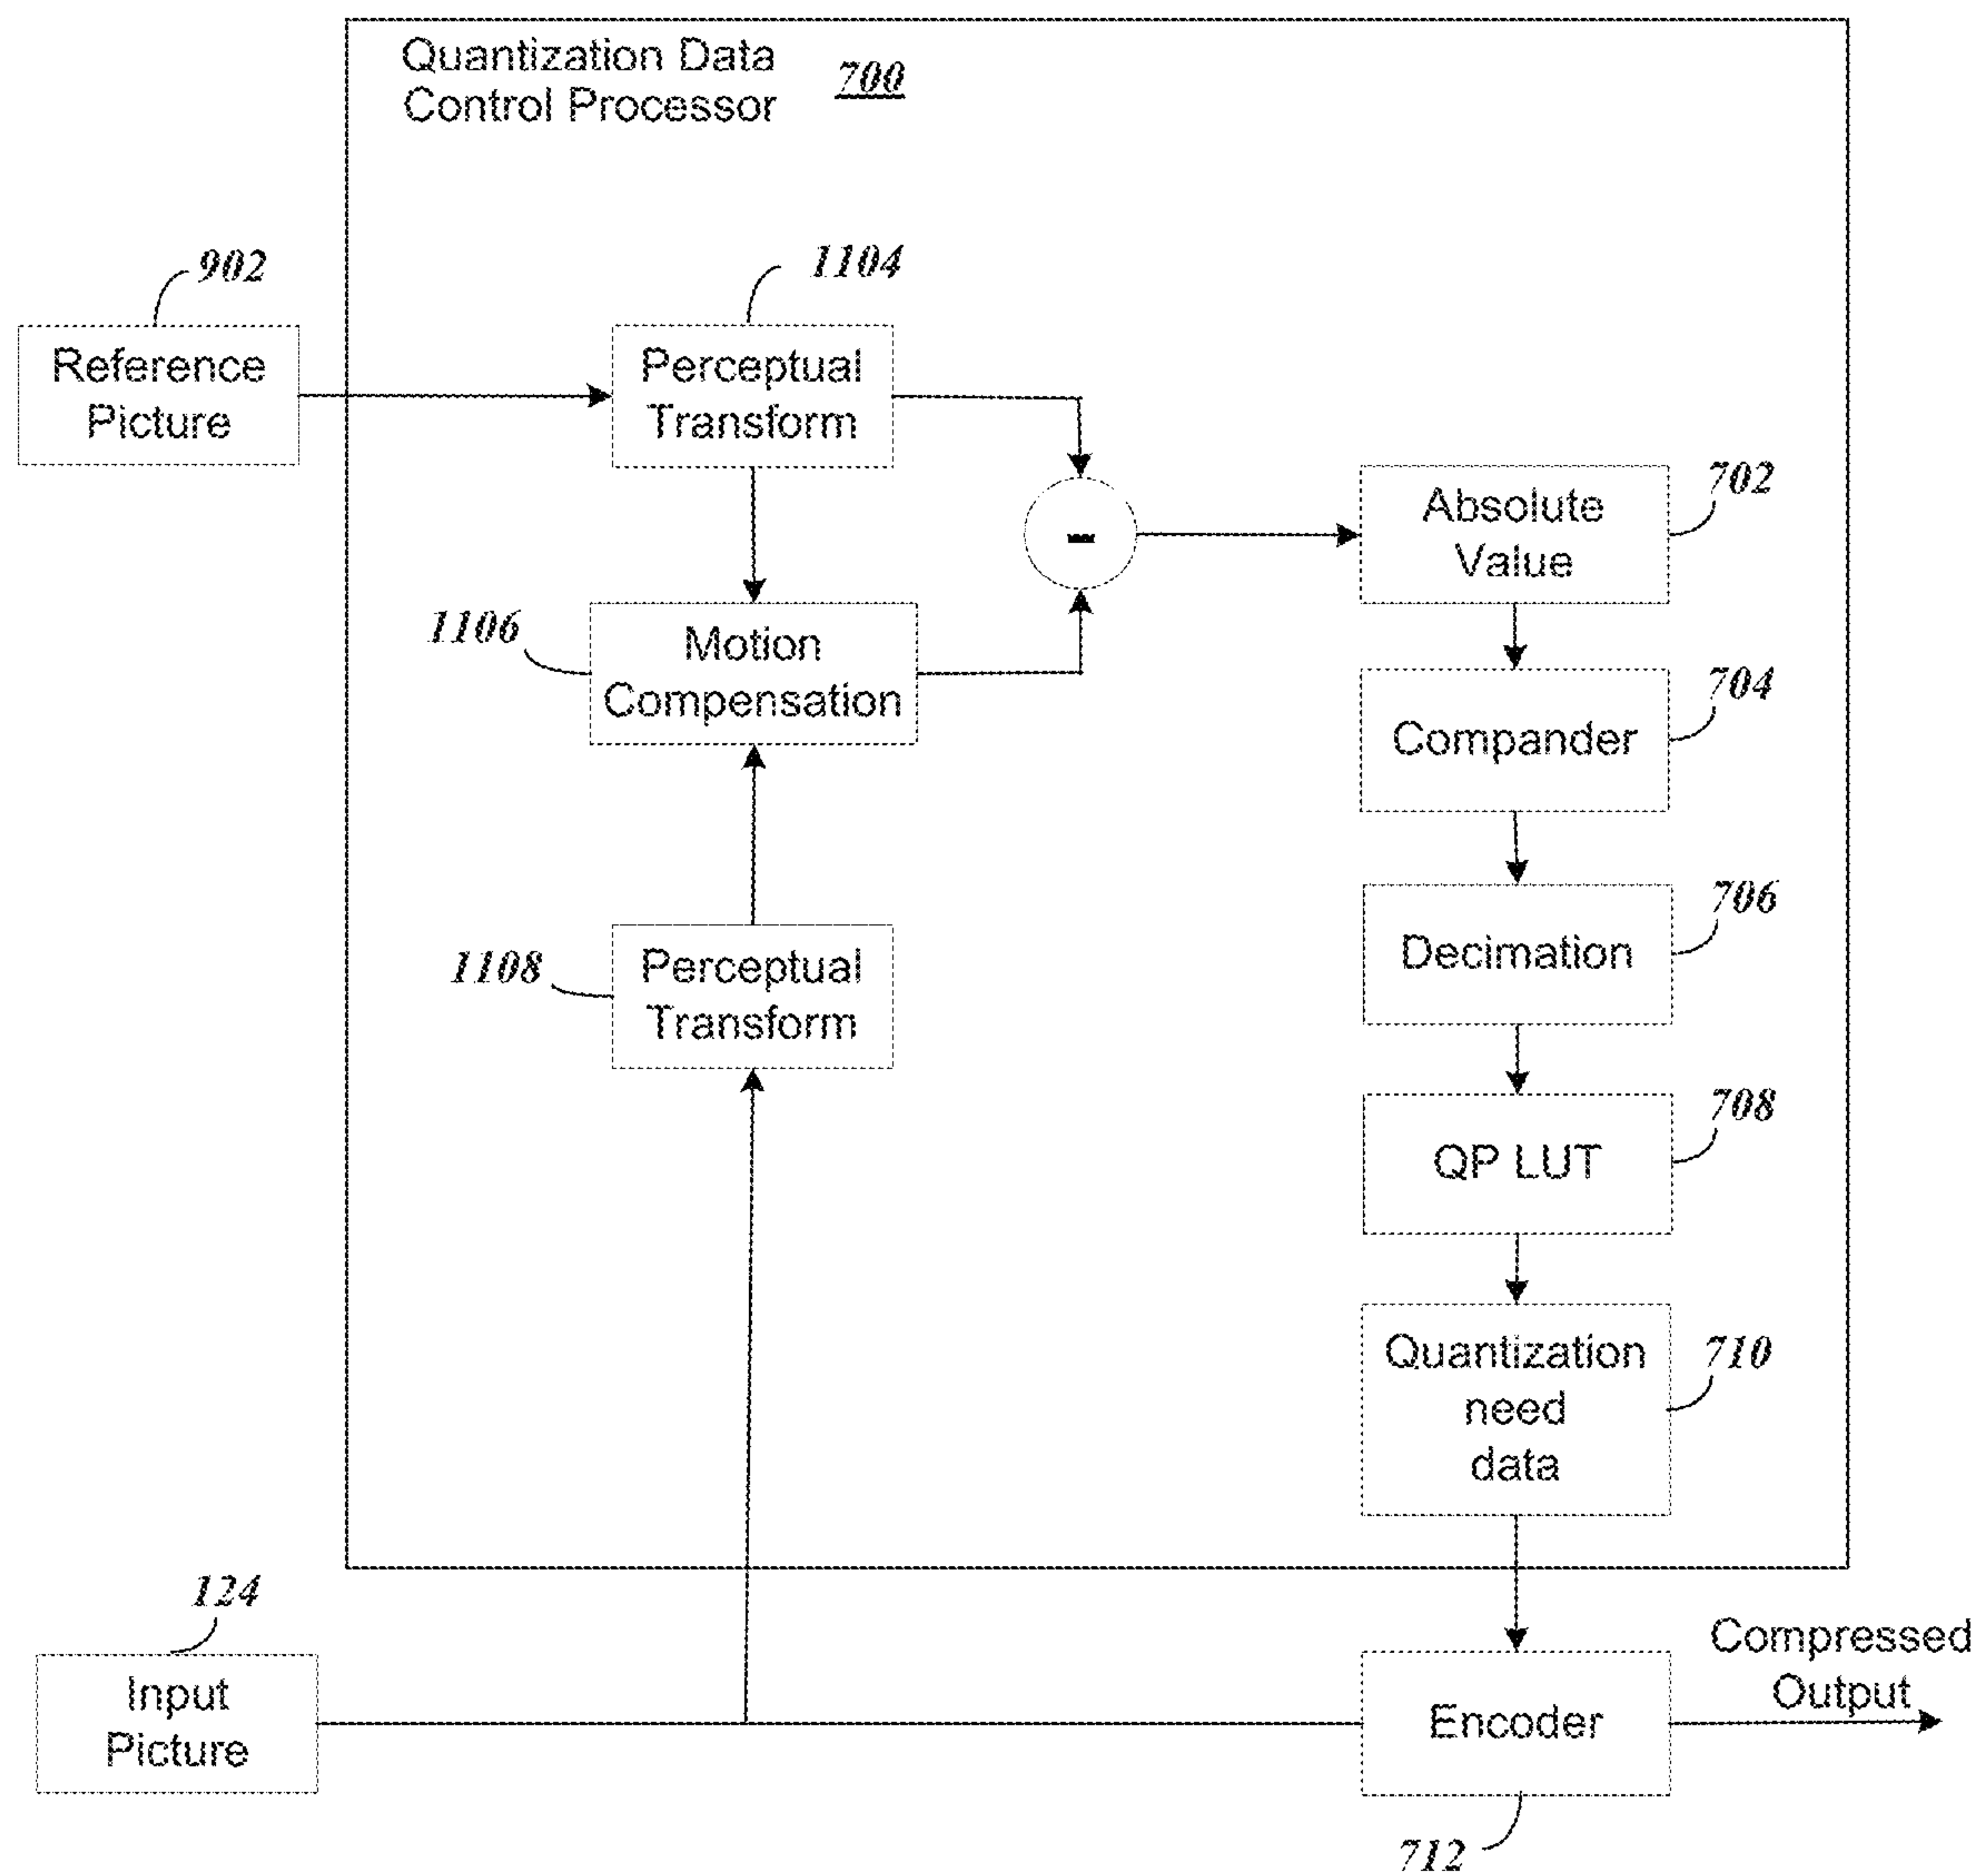 Quantization Data
Control Processor
700
902
1104
Reference
Picture
Perceptual
Transform
702
Absolute
Value
-
1106
Motion
Compensation
704
Compander
706
Decimation
1108
Perceptual
Transform
708
QP LUT
710
Quantization
need
data
124
Input
Picture
Encoder
Compressed
Output
712